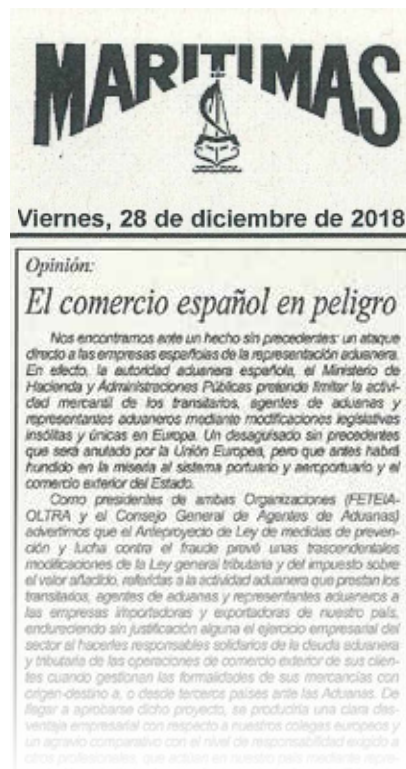 MARITIMAS
Viernes, 28 de diciembre de 2018
Opinión:
El comercio español en peligro
Nos encontramos ante un hecho sin precedentes: un ataque
directo a las empresas españolas de la representación aduanera.
En efecto, la autoridad aduanera española, el Ministerio de
Hacienda y Administraciones Públicas pretende limitar la activi-
dad mercantil de los transitarios, agentes de aduanas y
representantes aduaneros mediante modificaciones legislativas
insólitas y únicas en Europa. Un desaguisado sin precedentes
que será anulado por la Unión Europea, pero que antes habrá
hundido en la miseria al sistema portuario y aeroportuario y el
comercio exterior del Estado.
Como presidentes de ambas Organizaciones (FETEIA-
OLTRA y el Consejo General de Agentes de Aduanas)
advertimos que el Anteproyecto de Ley de medidas de preven-
ción y lucha contra el fraude prevé unas trascendentales
modificaciones de la Ley general tributaria y del impuesto sobre
el valor añadido, referidas a la actividad aduanera que prestan los
transitarios, agentes de aduanas y representantes aduaneros a
las empresas importadoras y exportadoras de nuestro país,
endureciendo sin justificación alguna el ejercicio empresarial del
sector al hacerles responsables solidarios de la deuda aduanera
y tributaria de las operaciones de comercio exterior de sus clien-
tes cuando gestionan las formalidades de sus mercancías con
origen-destino a, o desde terceros países ante las Aduanas. De
llegar a aprobarse dicho proyecto, se produciría una clara des-
ventaja empresarial con respecto a nuestros colegas europeos y
un agravio comparativo con el nivel de responsabilidad exigido a
otros profesionales, que actúan en nuestro país mediante repre-